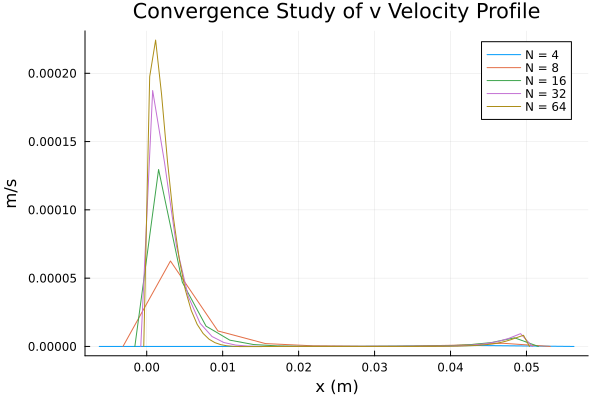 Convergence Study of v Velocity Profile
N = 4
N = 8
N = 16
N = 32
N = 64
0.00020
0.00015
0.00010
0.00005
0.00000
m/s
0.00 0.01 0.02 0.03 0.04 0.05
x (m)